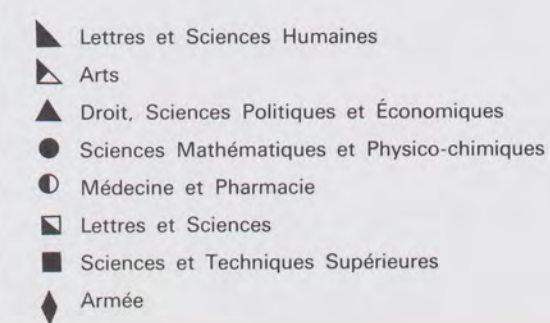 Lettres et Sciences Humaines
Arts
Droit, Sciences Politiques et Économiques
Sciences Mathématiques et Physico-chimiques
Médecine et Pharmacie
Lettres et Sciences
Sciences et Techniques Supérieures
Armée